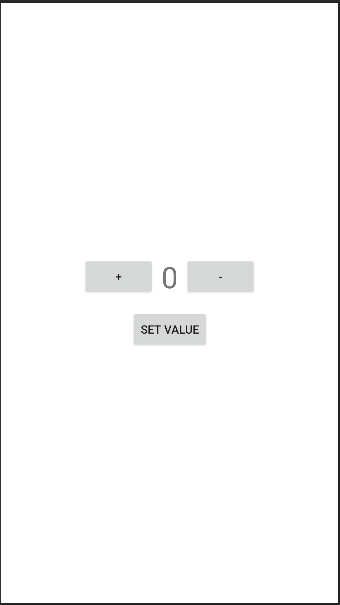 + 0 -
SET VALUE